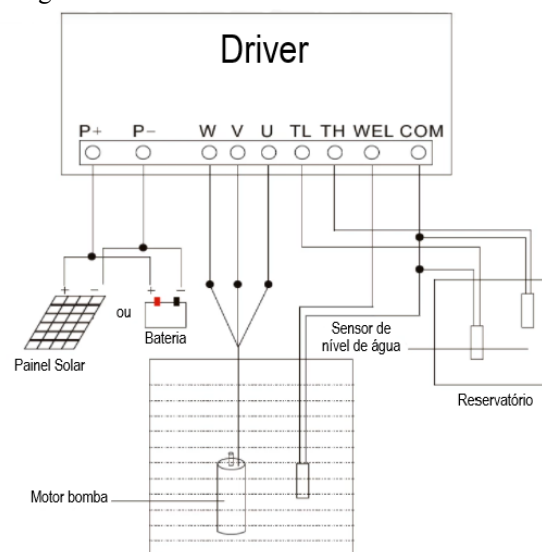 Driver
P+ P- W V U TL TH WEL COM
+ - + -
ou
Bateria
Painel Solar
Sensor de
nível de água
Reservatório
Motor bomba